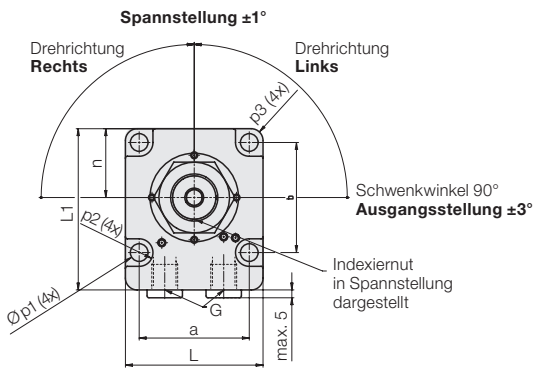 Spannstellung ±1°
Drehrichtung
Rechts
Drehrichtung
Links
p3 (4x)
n
b
L1
p2 (4x)
Schwenkwinkel 90°
Ausgangsstellung ±3°
Indexiernut
in Spannstellung
dargestellt
Ø p1 (4x)
G
a
L
max. 5